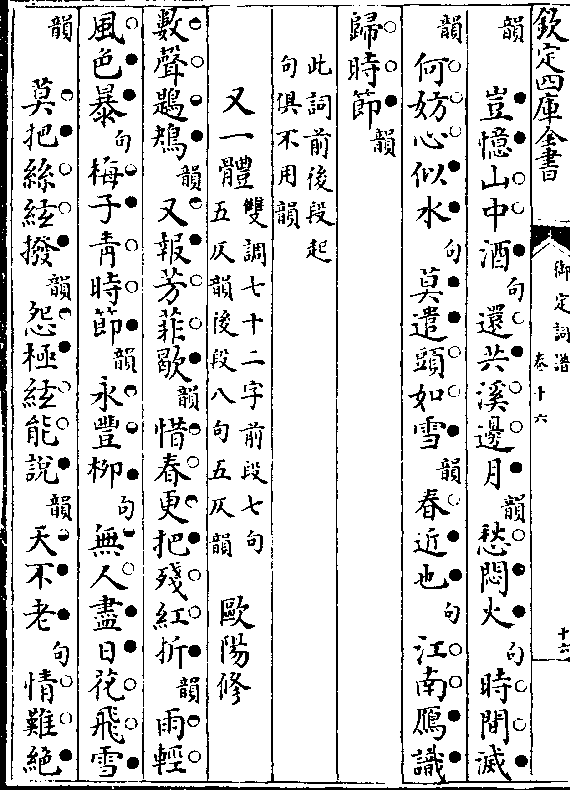 欽定四庫全書
御定詞譜
卷十六
十六
韻　豈憶山中酒句還共溪邊月韻愁悶火句時間滅
韻何妨心似水句莫遣頭如雪韻春近也句江南鴈識
歸時節韻
此詞前後段起
句俱不用韻
又一體雙調七十二字前段七句
五仄韻後段八句五仄韻　歐陽修
數聲鶗鴂韻又報芳菲歇韻惜春更把殘紅折韻雨輕
風色暴句梅子青時節韻永豐柳句無人盡日花飛雪
韻　莫把絲絃撥韻怨極絃能說韻天不老句情難絶